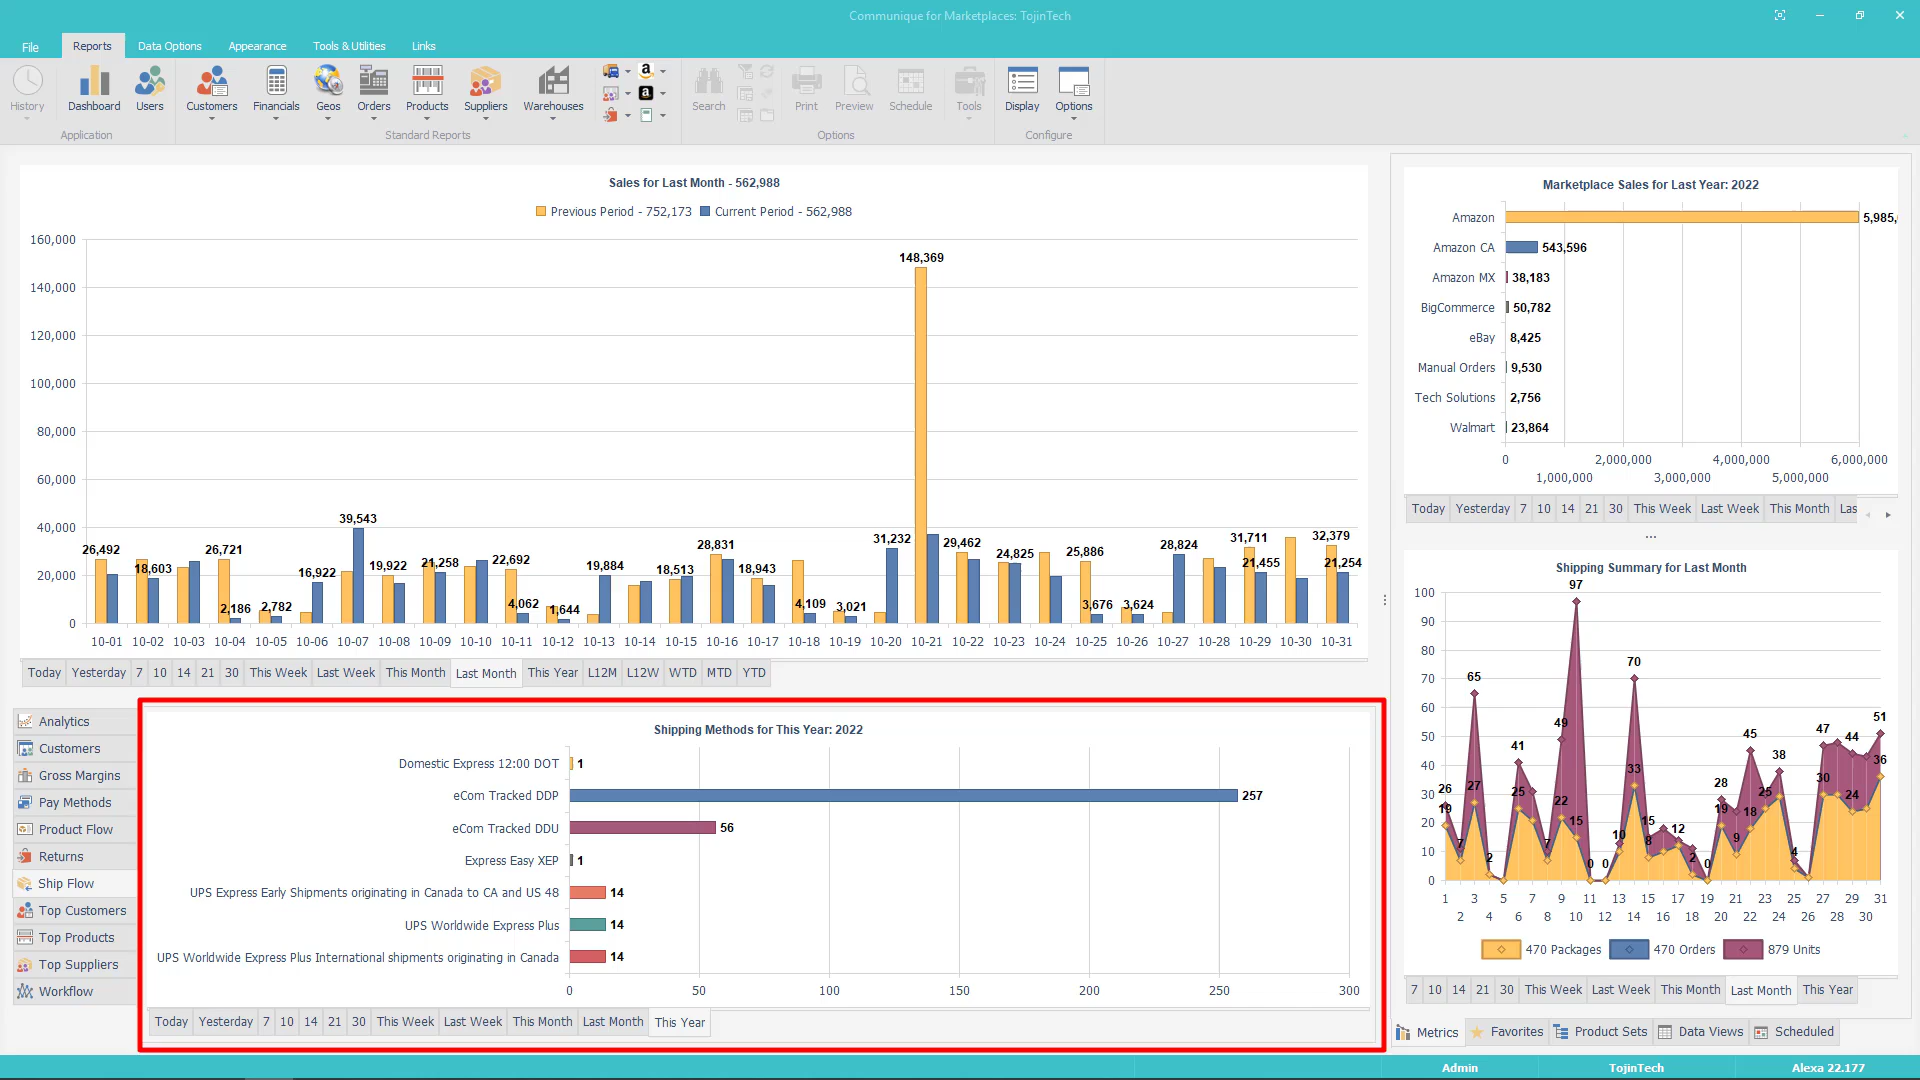 Communique for Marketplaces: TojinTech
File Reports Data Options Appearance Tools & Utilities Links
History Dashboard Users Customers Financials Geos Orders Products Suppliers Warehouses Search Print Preview Schedule Tools Display Options
Application Standard Reports Options Configure
Sales for Last Month - 562,988
Previous Period - 752,173 Current Period - 562,988
160,000
140,000
120,000
100,000
80,000
60,000
40,000
20,000
0
148,369
39,543
26,492 18,603 26,721 2,186 2,782 16,922 19,922 21,258 22,692 4,062 1,644 19,884 18,513 28,831 18,943 4,109 3,021 31,232 29,462 24,825 25,886 3,676 3,624 28,824 31,711 21,455 32,379 21,254
10-01 10-02 10-03 10-04 10-05 10-06 10-07 10-08 10-09 10-10 10-11 10-12 10-13 10-14 10-15 10-16 10-17 10-18 10-19 10-20 10-21 10-22 10-23 10-24 10-25 10-26 10-27 10-28 10-29 10-30 10-31
Today Yesterday 7 10 14 21 30 This Week Last Week This Month Last Month This Year L12M L12W WTD MTD YTD
Analytics
Customers
Gross Margins
Pay Methods
Product Flow
Returns
Ship Flow
Top Customers
Top Products
Top Suppliers
Workflow
Shipping Methods for This Year: 2022
Domestic Express 12:00 DOT 1
eCom Tracked DDP 257
eCom Tracked DDU 56
Express Easy XEP 1
UPS Express Early Shipments originating in Canada to CA and US 48 14
UPS Worldwide Express Plus 14
UPS Worldwide Express Plus International shipments originating in Canada 14
0 50 100 150 200 250 300
Today Yesterday 7 10 14 21 30 This Week Last Week This Month Last Month This Year
Marketplace Sales for Last Year: 2022
Amazon 5,985,
Amazon CA 543,596
Amazon MX 38,183
BigCommerce 50,782
eBay 8,425
Manual Orders 9,530
Tech Solutions 2,756
Walmart 23,864
0 2,000,000 4,000,000 6,000,000
1,000,000 3,000,000 5,000,000
Today Yesterday 7 10 14 21 30 This Week Last Week This Month Las
Shipping Summary for Last Month
100
90
80
70
60
50
40
30
20
10
0
26 19 7 65 27 2 41 25 7 49 22 97 15 0 0 10 70 33 15 8 12 2 0 28 19 9 45 18 25 38 4 47 30 44 24 51 36
1 3 5 7 9 11 13 15 17 19 21 23 25 27 29 31
2 4 6 8 10 12 14 16 18 20 22 24 26 28 30
470 Packages 470 Orders 879 Units
7 10 14 21 30 This Week Last Week This Month Last Month This Year
Metrics Favorites Product Sets Data Views Scheduled
Admin TojinTech Alexa 22.177